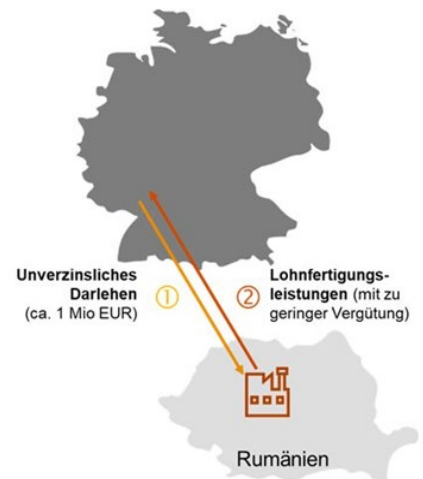 Unverzinsliches
Darlehen
(ca. 1 Mio EUR)
①
②
Lohnfertigungs-
leistungen (mit zu
geringer Vergütung)
Rumänien